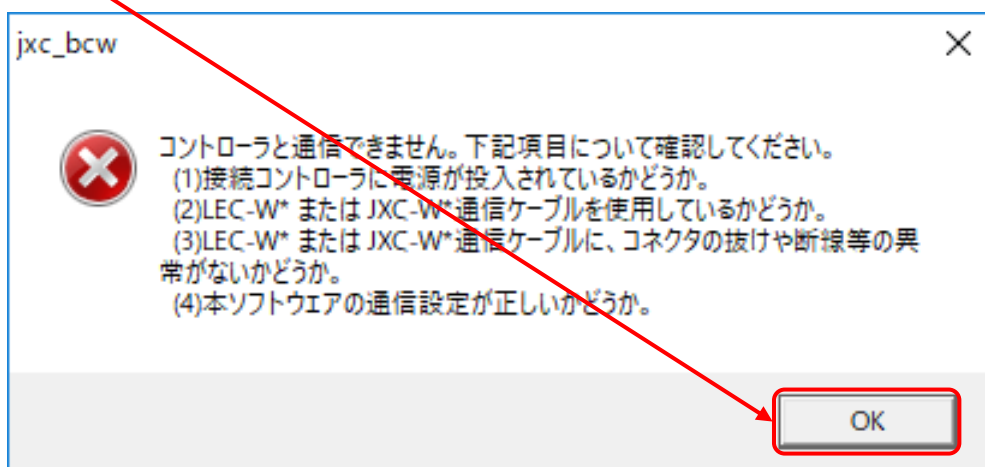 jxc_bcw
コントローラと通信できません。下記項目について確認してください。
(1)接続コントローラに電源が投入されているかどうか。
(2)LEC-W* または JXC-W*通信ケーブルを使用しているかどうか。
(3)LEC-W* または JXC-W*通信ケーブルに、コネクタの抜けや断線等の異
常がないかどうか。
(4)本ソフトウェアの通信設定が正しいかどうか。
OK